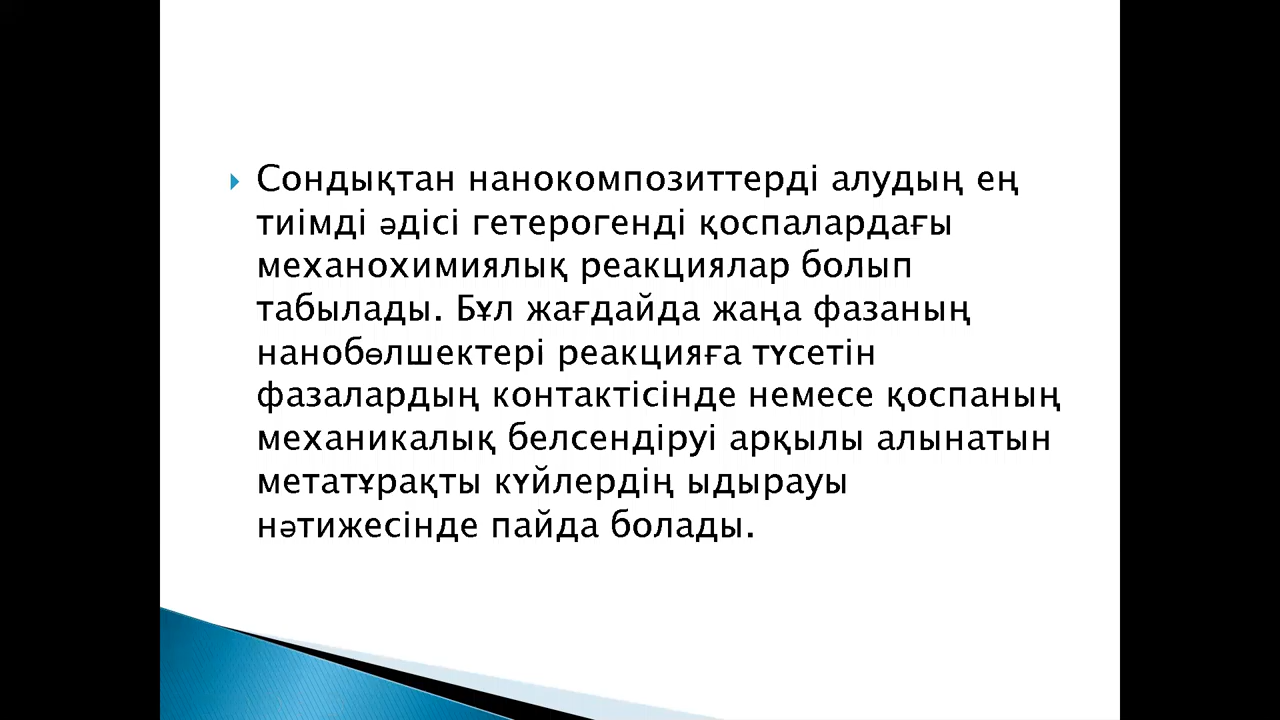 Сондықтан нанокомпозиттерді алудың ең
тиімді әдісі гетерогенді қоспалардағы
механохимиялық реакциялар болып
табылады. Бұл жағдайда жаңа фазаның
нанобөлшектері реакцияға түсетін
фазалардың контактісінде немесе қоспаның
механикалық белсендіруі арқылы алынатын
метатұрақты күйлердің ыдырауы
нәтижесінде пайда болады.